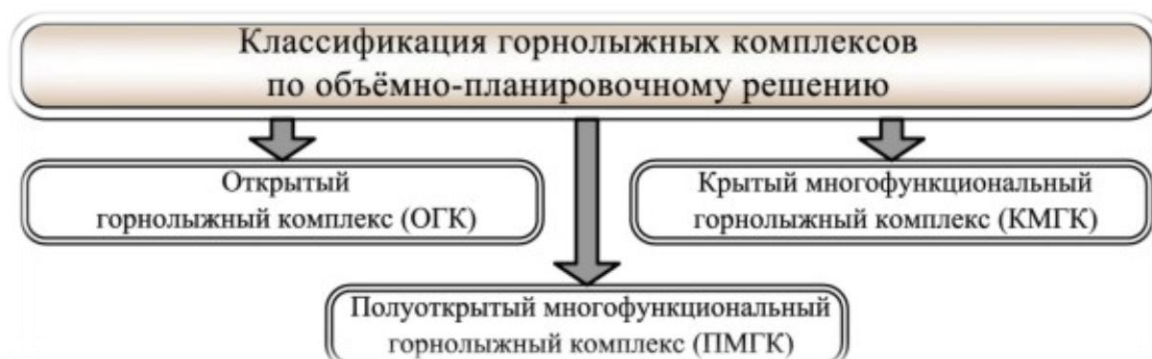 Классификация горнолыжных комплексов
по объёмно-планировочному решению
Открытый
горнолыжный комплекс (ОГК)
Крытый многофункциональный
горнолыжный комплекс (КМГК)
Полуоткрытый многофункциональный
горнолыжный комплекс (ПМГК)